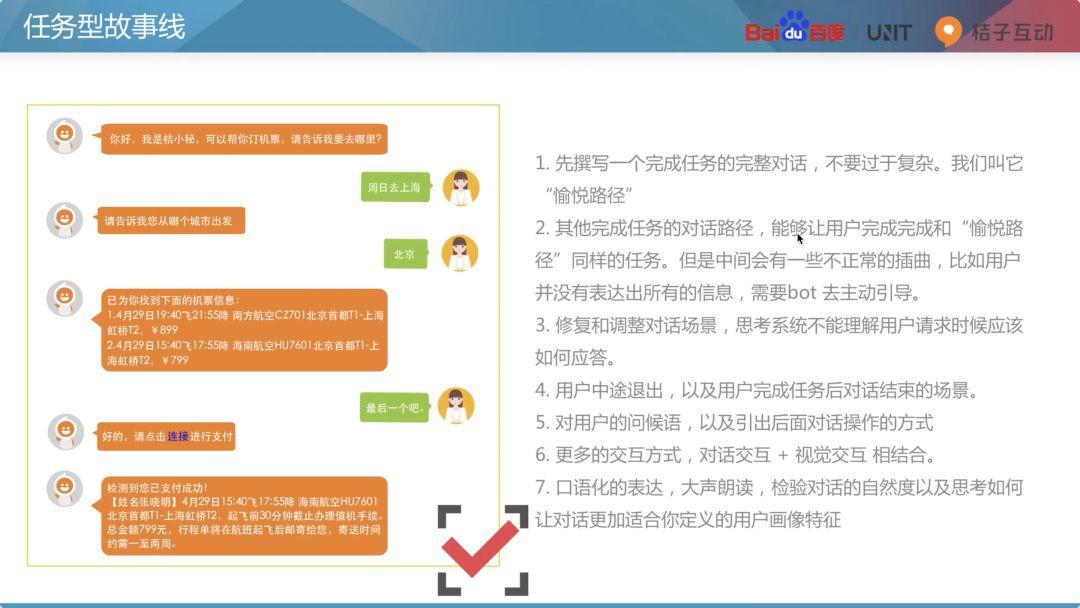 任务型故事线
Baidu百度 UNIT 桔子互动
你好，我是桔小秘，可以帮你订机票，请告诉我要去哪里？
周日去上海
请告诉我您从哪个城市出发
北京
已为你找到下面的机票信息：
1.4月29日19:40飞21:55降 南方航空CZ701北京首都T1-上
海虹桥T2，￥899
2.4月29日15:40飞17:55降 海南航空HU7601北京首都T1-上
海虹桥T2，￥799
最后一个吧。
好的，请点击连接进行支付
检测到您已支付成功！
【姓名张晓明】4月29日15:40飞17:55降 海南航空HU7601
北京首都T1-上海虹桥T2，起飞前30分钟截止办理值机手续。
总金额799元，行程单将在航班起飞后邮寄给您，寄送时间
约需一至两周。
1. 先撰写一个完成任务的完整对话，不要过于复杂。我们叫它
“愉悦路径”
2. 其他完成任务的对话路径，能够让用户完成完成和“愉悦路
径”同样的任务。但是中间会有一些不正常的插曲，比如用户
并没有表达出所有的信息，需要bot 去主动引导。
3. 修复和调整对话场景，思考系统不能理解用户请求时候应该
如何应答。
4. 用户中途退出，以及用户完成任务后对话结束的场景。
5. 对用户的问候语，以及引出后面对话操作的方式
6. 更多的交互方式，对话交互 + 视觉交互 相结合。
7. 口语化的表达，大声朗读，检验对话的自然度以及思考如何
让对话更加适合你定义的用户画像特征